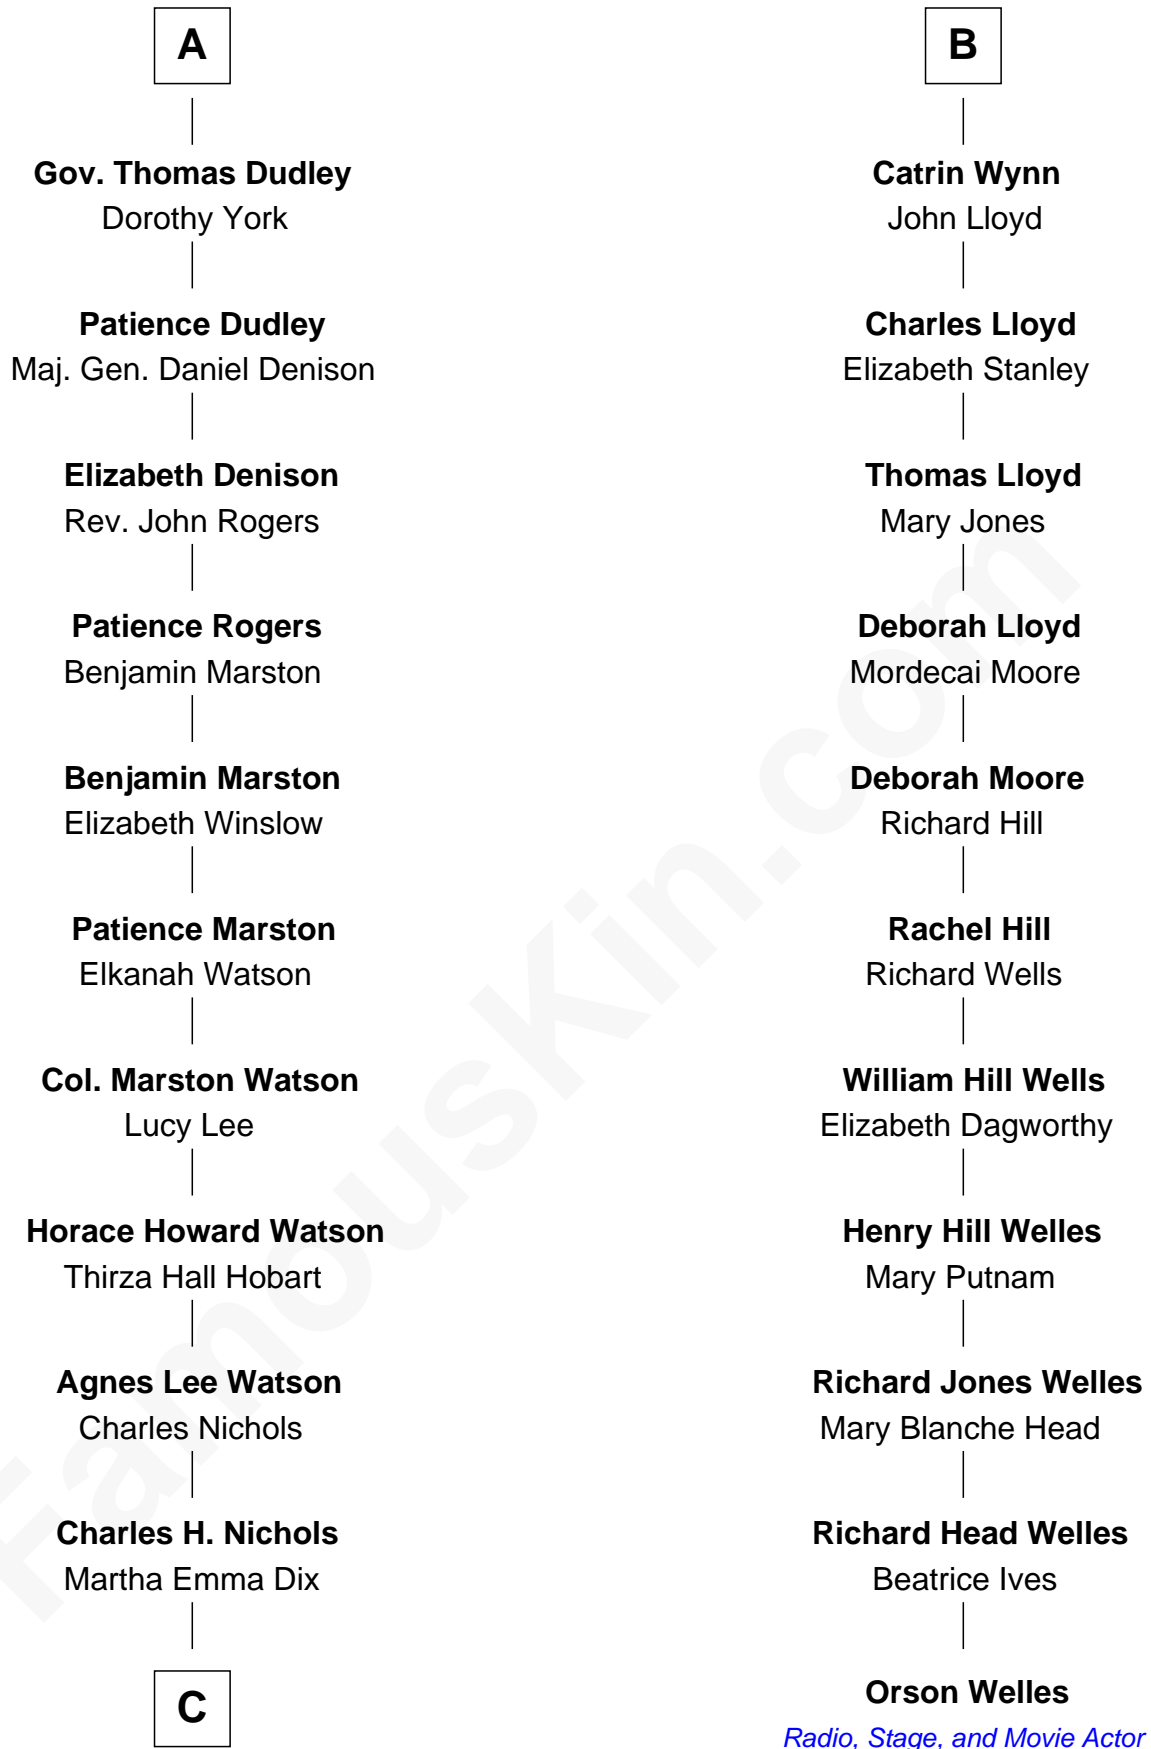 A
Gov. Thomas Dudley
Dorothy York
Patience Dudley
Maj. Gen. Daniel Denison
Elizabeth Denison
Rev. John Rogers
Patience Rogers
Benjamin Marston
Benjamin Marston
Elizabeth Winslow
Patience Marston
Elkanah Watson
Col. Marston Watson
Lucy Lee
Horace Howard Watson
Thirza Hall Hobart
Agnes Lee Watson
Charles Nichols
Charles H. Nichols
Martha Emma Dix
C
B
Catrin Wynn
John Lloyd
Charles Lloyd
Elizabeth Stanley
Thomas Lloyd
Mary Jones
Deborah Lloyd
Mordecai Moore
Deborah Moore
Richard Hill
Rachel Hill
Richard Wells
William Hill Wells
Elizabeth Dagworthy
Henry Hill Welles
Mary Putnam
Richard Jones Welles
Mary Blanche Head
Richard Head Welles
Beatrice Ives
Orson Welles
Radio, Stage, and Movie Actor
FamousKin.com